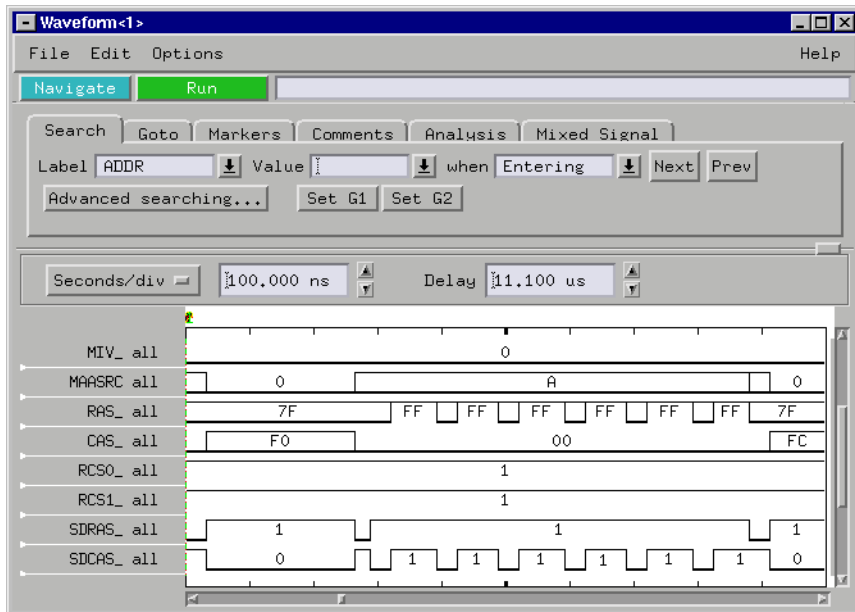 Waveform<1>
File Edit Options Help
Navigate Run
Search Goto Markers Comments Analysis Mixed Signal
Label ADDR Value when Entering Next Prev
Advanced searching... Set G1 Set G2
Seconds/div 100.000 ns Delay 11.100 us
MIV_ all 0
MAASRC all 0 A 0
RAS_ all 7F FF FF FF FF FF FF 7F
CAS_ all F0 00 FC
RCS0_ all 1
RCS1_ all 1
SDRAS_ all 1 1 1
SDCAS_ all 0 1 1 1 1 1 1 0